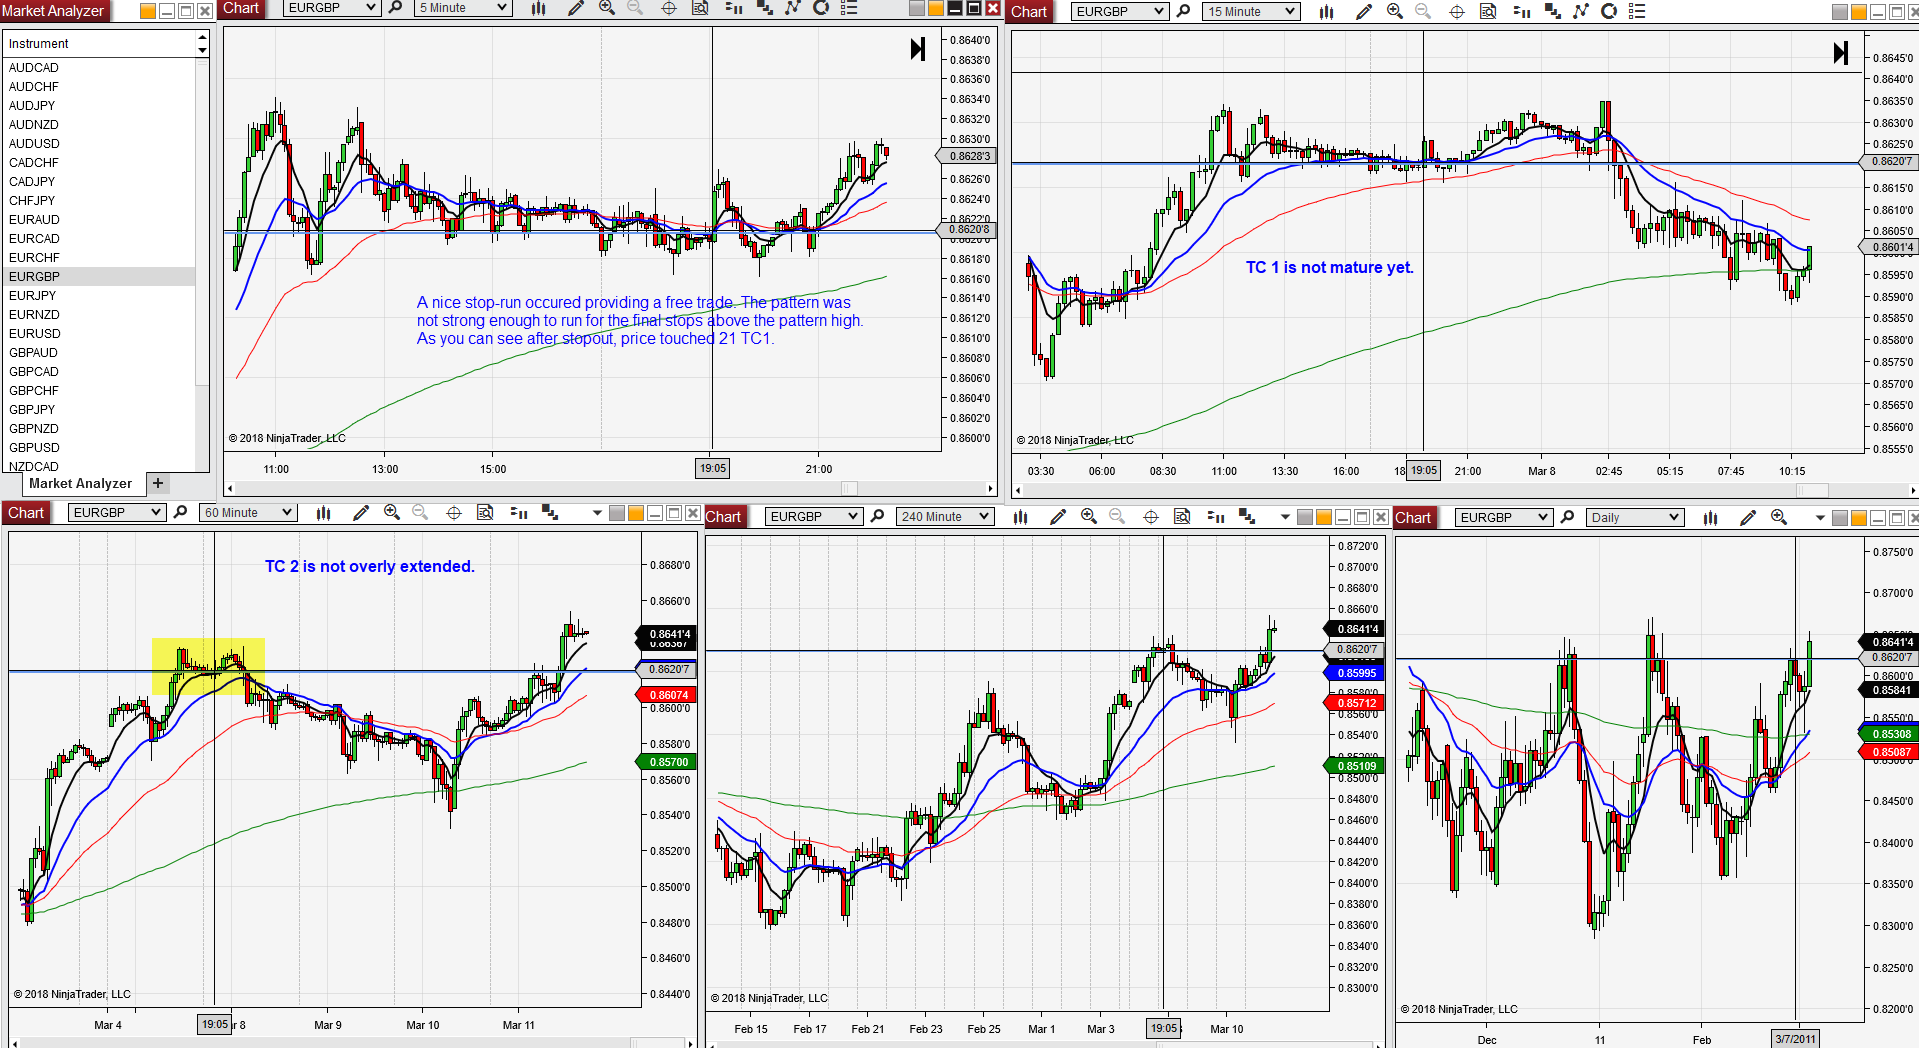 Market Analyzer
Instrument
AUDCAD
AUDCHF
AUDJPY
AUDNZD
AUDUSD
CADCHF
CADJPY
CHFJPY
EURAUD
EURCAD
EURCHF
EURGBP
EURJPY
EURNZD
EURUSD
GBPAUD
GBPCAD
GBPCHF
GBPJPY
GBPNZD
GBPUSD
NZDCAD
Market Analyzer +
Chart EURGBP 5 Minute
0.8640'0
0.8638'0
0.8636'0
0.8634'0
0.8632'0
0.8630'0
0.8628'3
0.8626'0
0.8624'0
0.8622'0
0.8620'8
0.8618'0
0.8616'0
0.8614'0
0.8612'0
0.8610'0
0.8608'0
0.8606'0
0.8604'0
0.8602'0
0.8600'0
A nice stop-run occured providing a free trade. The pattern was
not strong enough to run for the final stops above the pattern high.
As you can see after stopout, price touched 21 TC1.
© 2018 NinjaTrader, LLC
11:00 13:00 15:00 19:05 21:00
Chart EURGBP 15 Minute
0.8645'0
0.8640'0
0.8635'0
0.8630'0
0.8625'0
0.8620'7
0.8615'0
0.8610'0
0.8605'0
0.8601'4
0.8595'0
0.8590'0
0.8585'0
0.8580'0
0.8575'0
0.8570'0
0.8565'0
0.8560'0
0.8555'0
TC 1 is not mature yet.
© 2018 NinjaTrader, LLC
03:30 06:00 08:30 11:00 13:30 16:00 18 19:05 21:00 Mar 8 02:45 05:15 07:45 10:15
Chart EURGBP 60 Minute
TC 2 is not overly extended.
0.8680'0
0.8660'0
0.8641'4
0.8620'7
0.86074
0.8600'0
0.8580'0
0.85700
0.8560'0
0.8540'0
0.8520'0
0.8500'0
0.8480'0
0.8460'0
0.8440'0
© 2018 NinjaTrader, LLC
Mar 4 19:05 r 8 Mar 9 Mar 10 Mar 11
Chart EURGBP 240 Minute
0.8720'0
0.8700'0
0.8680'0
0.8660'0
0.8641'4
0.8620'7
0.85995
0.8580'0
0.85712
0.8560'0
0.8540'0
0.8520'0
0.85109
0.8500'0
0.8480'0
0.8460'0
0.8440'0
0.8420'0
0.8400'0
0.8380'0
0.8360'0
0.8340'0
0.8320'0
0.8300'0
© 2018 NinjaTrader, LLC
Feb 15 Feb 17 Feb 21 Feb 23 Feb 25 Mar 1 Mar 3 19:05 Mar 10
Chart EURGBP Daily
0.8750'0
0.8700'0
0.8641'4
0.8620'7
0.8600'0
0.85841
0.8550'0
0.85308
0.85087
0.8500'0
0.8450'0
0.8400'0
0.8350'0
0.8300'0
0.8250'0
0.8200'0
© 2018 NinjaTrader, LLC
Dec 11 Feb 3/7/2011